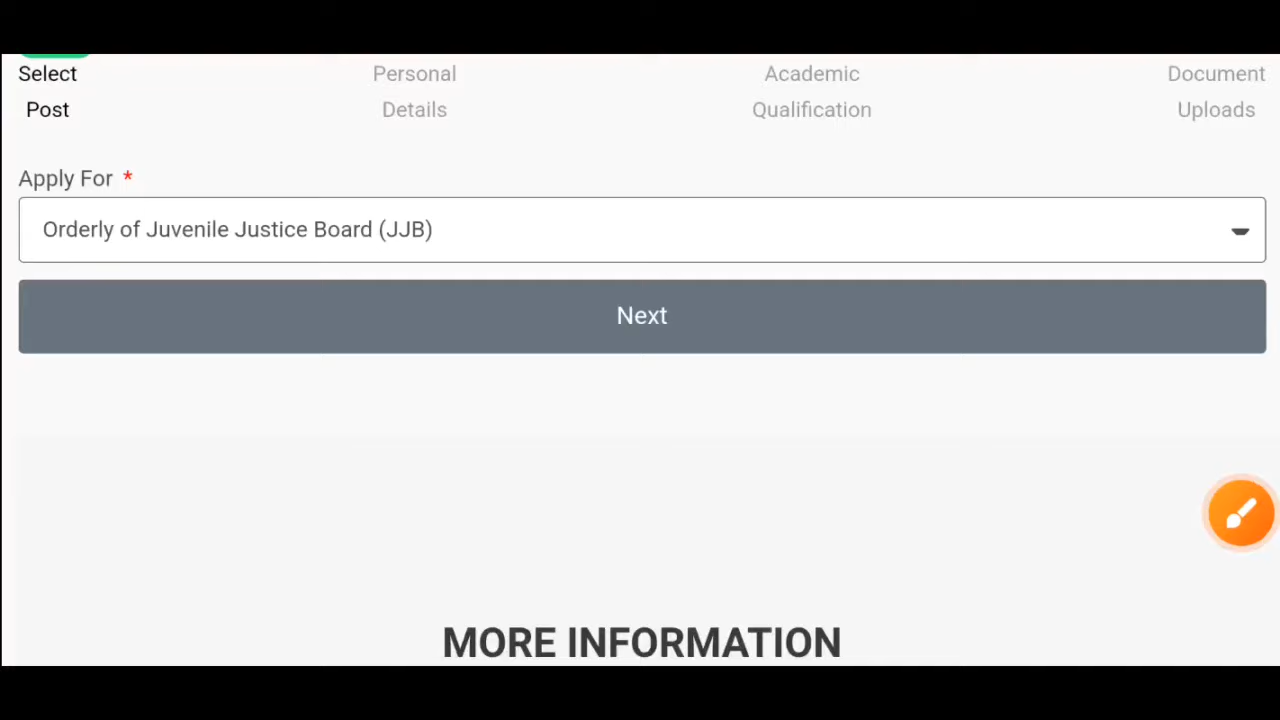 Select Personal Academic Document
Post Details Qualification Uploads
Apply For *
Orderly of Juvenile Justice Board (JJB)
Next
MORE INFORMATION